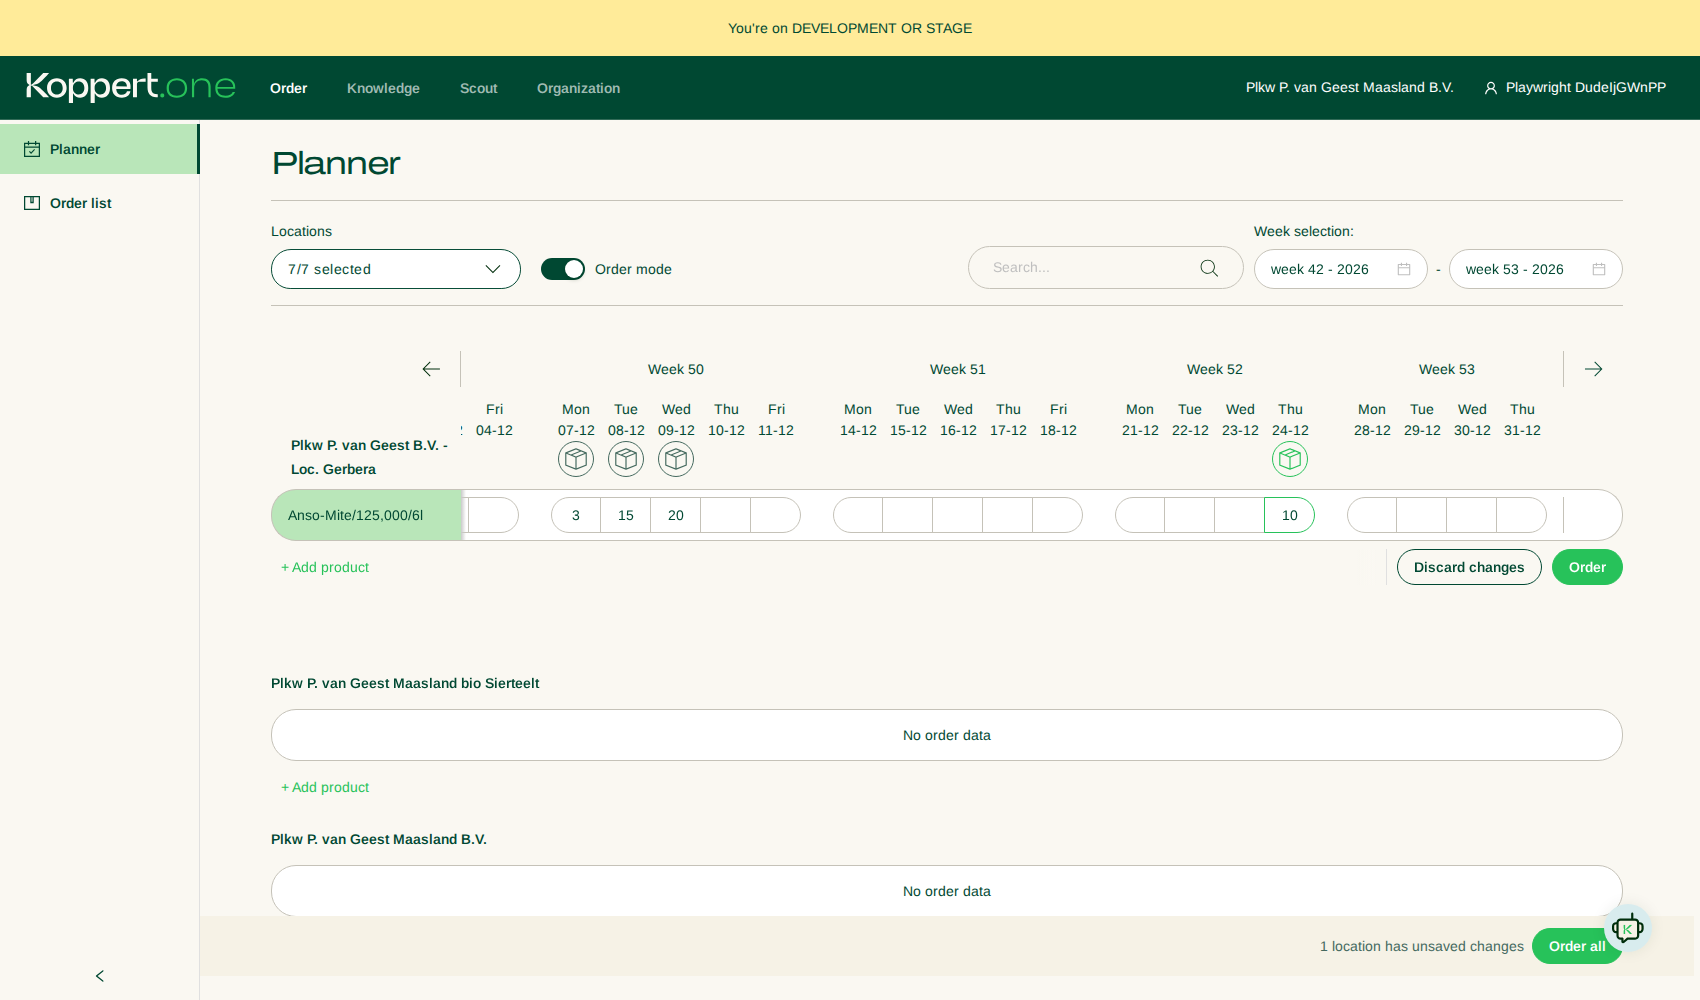 You're on DEVELOPMENT OR STAGE
Koppert.one
Order
Knowledge
Scout
Organization
Plkw P. van Geest Maasland B.V.
Playwright DudeIjGWnPP
Planner
Order list
Planner
Locations
7/7 selected
Order mode
Search...
Week selection:
week 42 - 2026
-
week 53 - 2026
Week 50
Week 51
Week 52
Week 53
Fri Mon Tue Wed Thu Fri Mon Tue Wed Thu Fri Mon Tue Wed Thu Mon Tue Wed Thu
04-12 07-12 08-12 09-12 10-12 11-12 14-12 15-12 16-12 17-12 18-12 21-12 22-12 23-12 24-12 28-12 29-12 30-12 31-12
Plkw P. van Geest B.V. -
Loc. Gerbera
Anso-Mite/125,000/6l 3 15 20 10
+ Add product
Discard changes
Order
Plkw P. van Geest Maasland bio Sierteelt
No order data
+ Add product
Plkw P. van Geest Maasland B.V.
No order data
1 location has unsaved changes
Order all